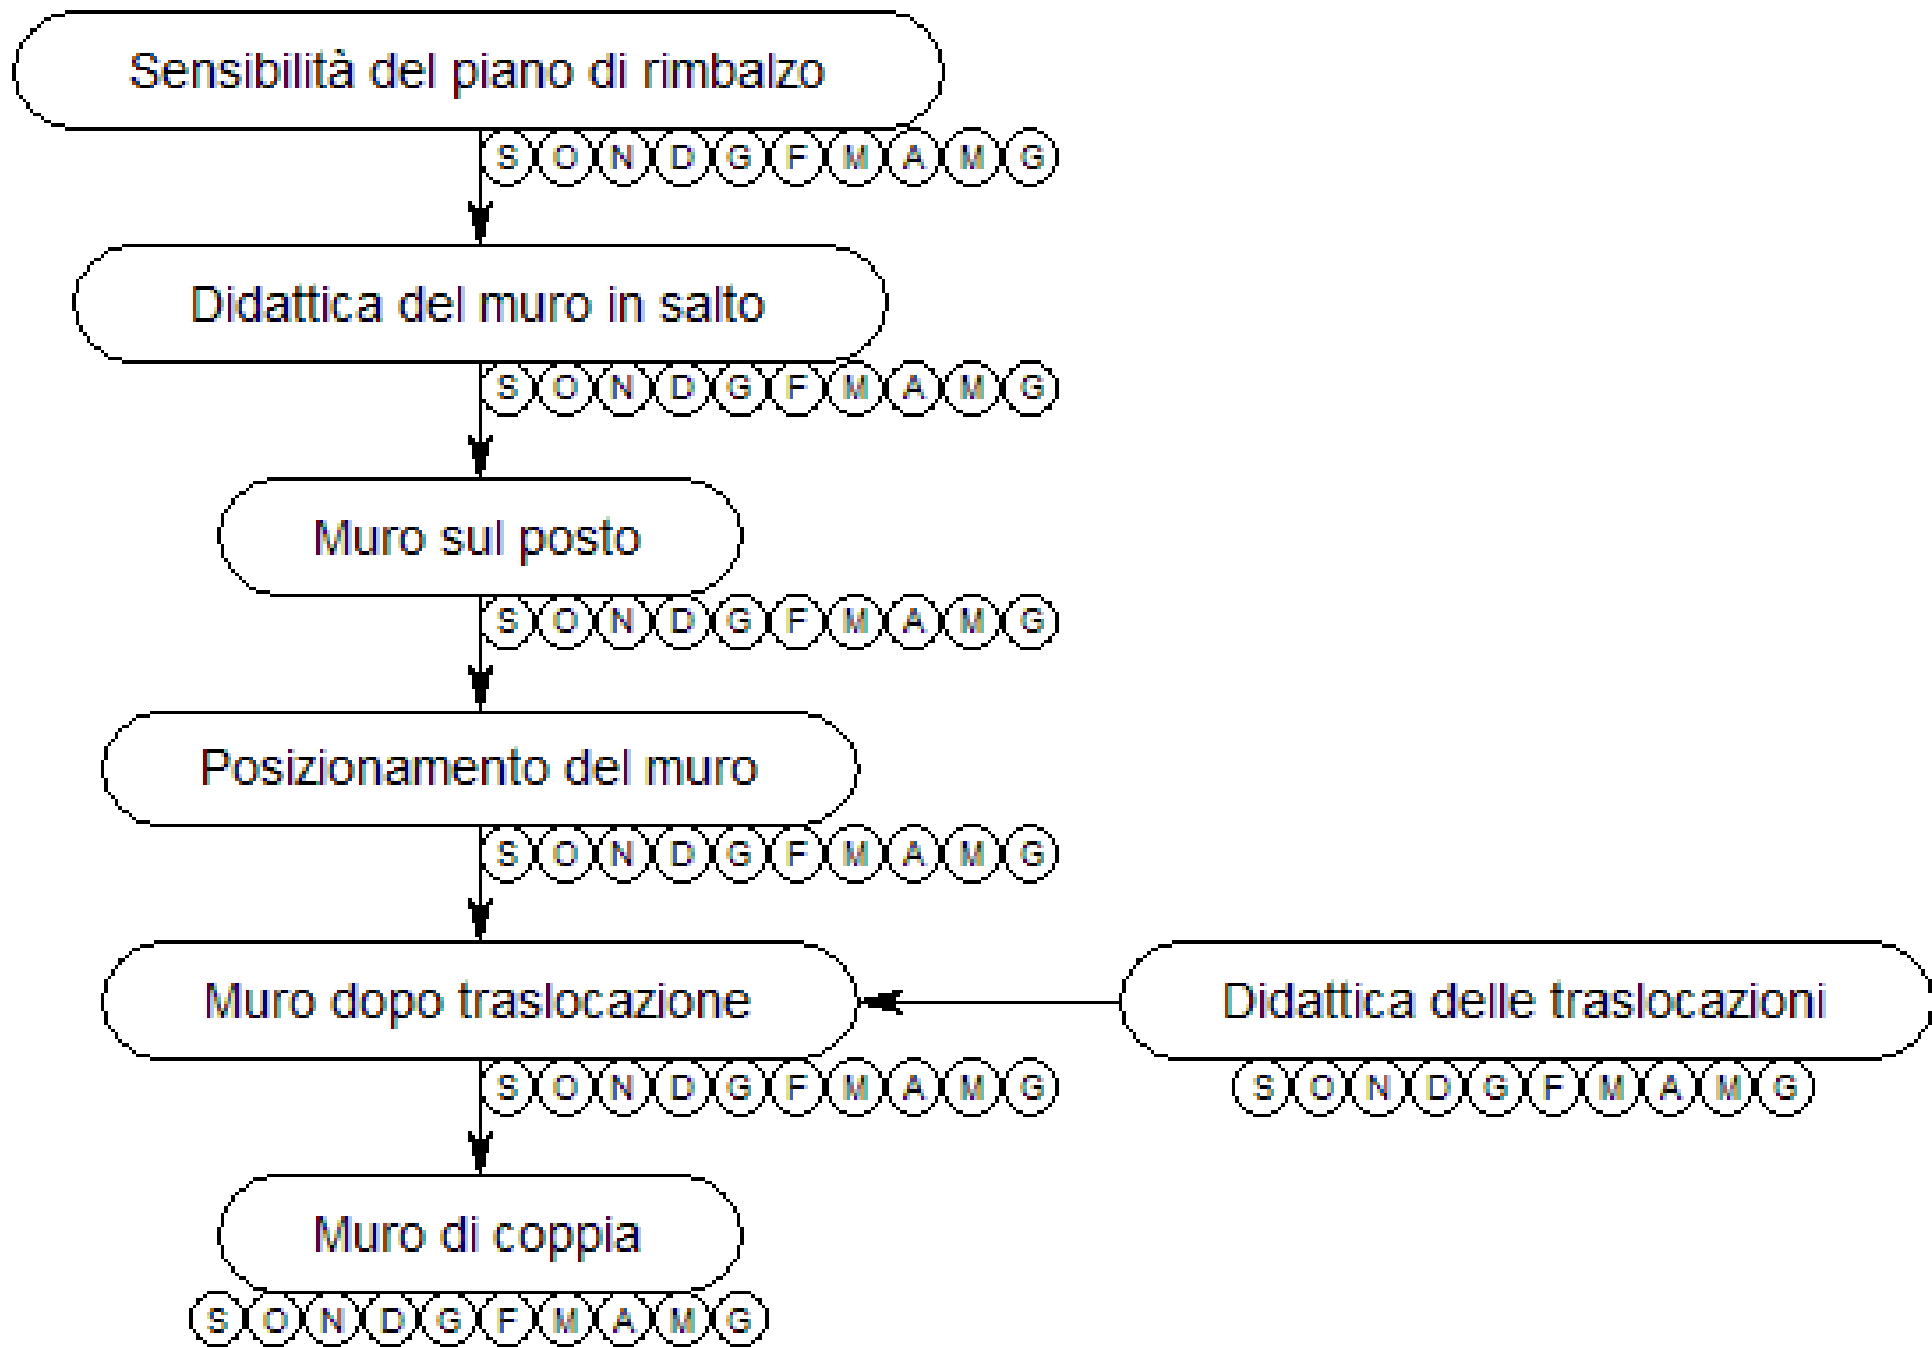 Sensibilità del piano di rimbalzo
S O N D G F M A M G
Didattica del muro in salto
S O N D G F M A M G
Muro sul posto
S O N D G F M A M G
Posizionamento del muro
S O N D G F M A M G
Muro dopo traslocazione
Didattica delle traslocazioni
S O N D G F M A M G
S O N D G F M A M G
Muro di coppia
S O N D G F M A M G